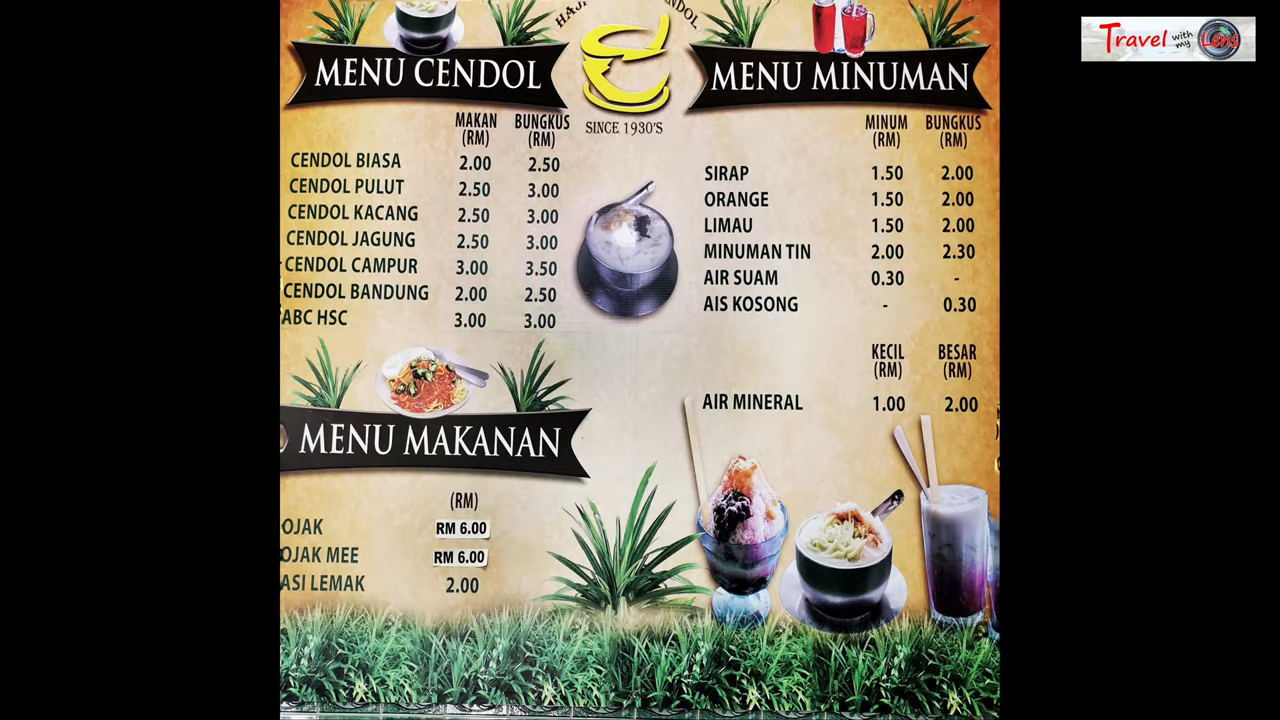 Travel with my Lens
MENU CENDOL
MAKAN (RM) BUNGKUS (RM)
CENDOL BIASA 2.00 2.50
CENDOL PULUT 2.50 3.00
CENDOL KACANG 2.50 3.00
CENDOL JAGUNG 2.50 3.00
CENDOL CAMPUR 3.00 3.50
CENDOL BANDUNG 2.00 2.50
ABC HSC 3.00 3.00
SINCE 1930'S
MENU MINUMAN
MINUM (RM) BUNGKUS (RM)
SIRAP 1.50 2.00
ORANGE 1.50 2.00
LIMAU 1.50 2.00
MINUMAN TIN 2.00 2.30
AIR SUAM 0.30 -
AIS KOSONG - 0.30
KECIL (RM) BESAR (RM)
AIR MINERAL 1.00 2.00
MENU MAKANAN
(RM)
OJAK RM 6.00
OJAK MEE RM 6.00
ASI LEMAK 2.00